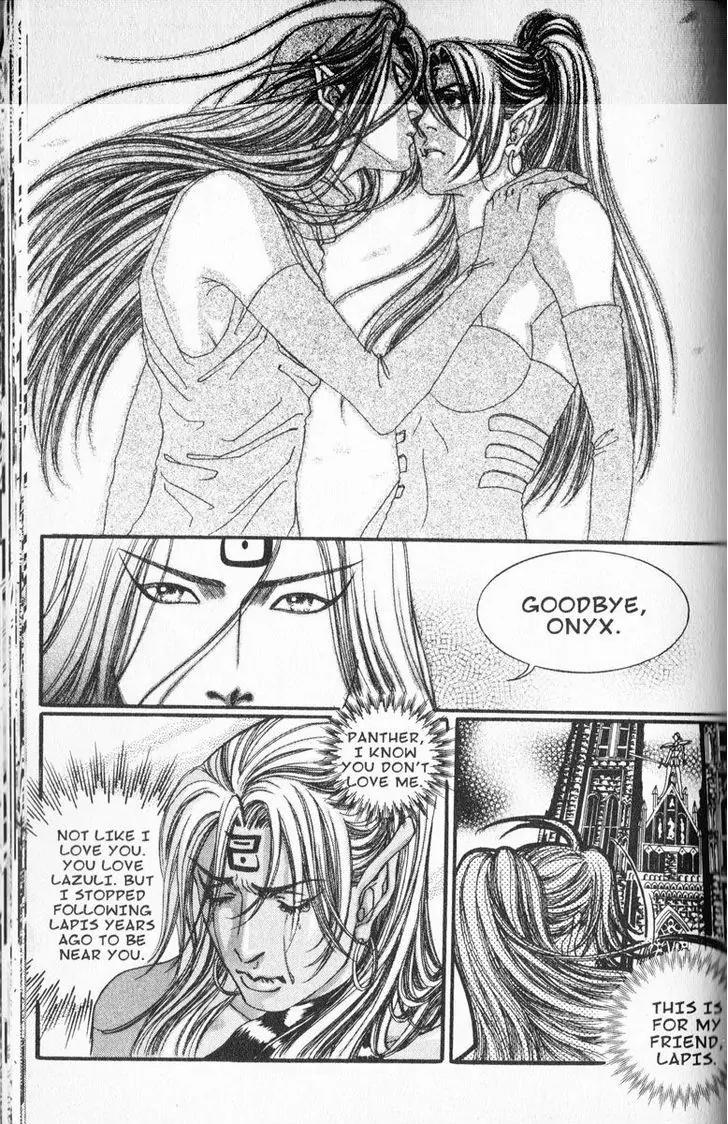 GOODBYE,
ONYX.
PANTHER,
I KNOW
YOU DON'T
LOVE ME.
NOT LIKE I
LOVE YOU.
YOU LOVE
LAZULI. BUT
I STOPPED
FOLLOWING
LAPIS YEARS
AGO TO BE
NEAR YOU.
THIS IS
FOR MY
FRIEND,
LAPIS.